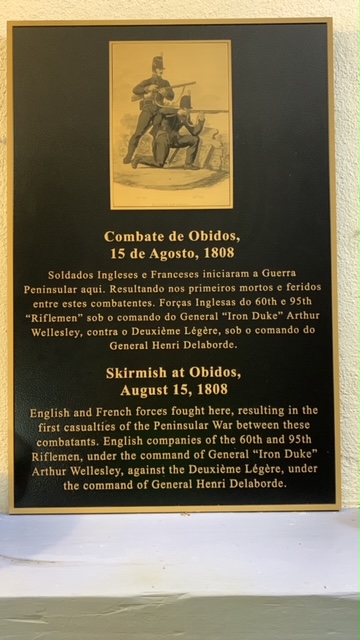 Combate de Obidos,
15 de Agosto, 1808
Soldados Ingleses e Franceses iniciaram a Guerra
Peninsular aqui. Resultando nos primeiros mortos e feridos
entre estes combatentes. Forças Inglesas do 60th e 95th
“Riflemen” sob o comando do General “Iron Duke” Arthur
Wellesley, contra o Deuxième Légère, sob o comando do
General Henri Delaborde.
Skirmish at Obidos,
August 15, 1808
English and French forces fought here, resulting in the
first casualties of the Peninsular War between these
combatants. English companies of the 60th and 95th
Riflemen, under the command of General “Iron Duke”
Arthur Wellesley, against the Deuxième Légère, under
the command of General Henri Delaborde.